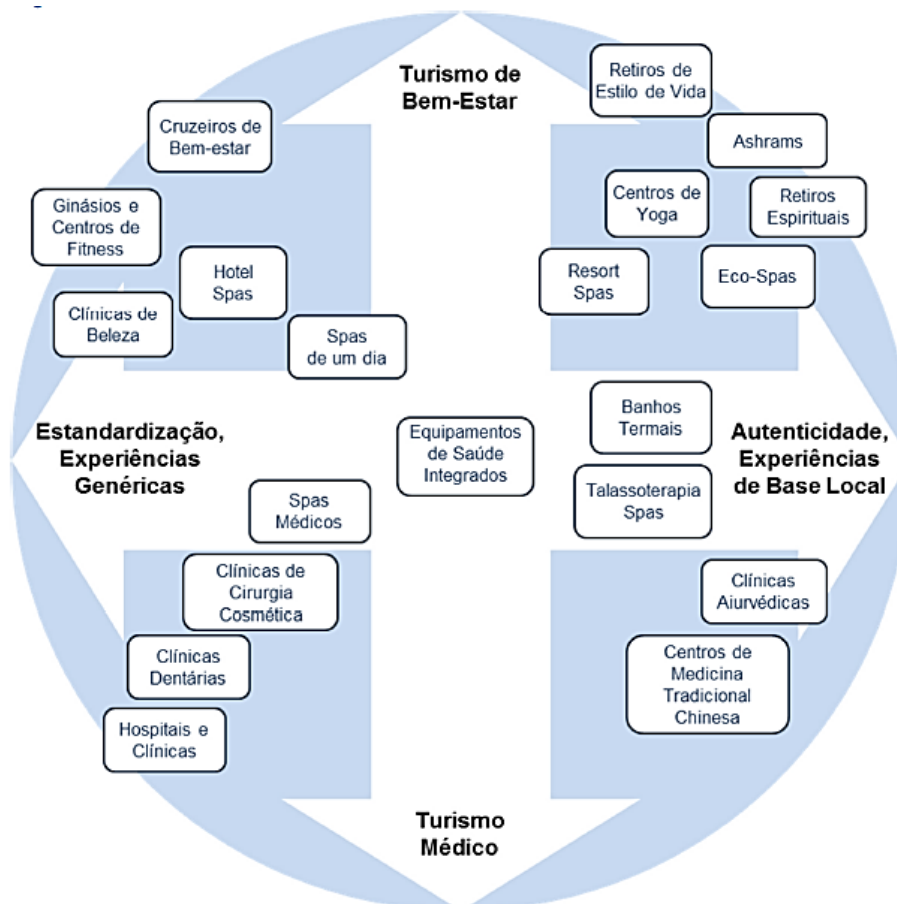 Turismo de
Bem-Estar
Retiros de
Estilo de Vida
Cruzeiros de
Bem-estar
Ashrams
Ginásios e
Centros de
Fitness
Centros de
Yoga
Retiros
Espirituais
Hotel
Spas
Resort
Spas
Eco-Spas
Clínicas de
Beleza
Spas
de um dia
Estandardização,
Experiências
Genéricas
Equipamentos
de Saúde
Integrados
Banhos
Termais
Autenticidade,
Experiências
de Base Local
Talassoterapia
Spas
Spas
Médicos
Clínicas de
Cirurgia
Cosmética
Clínicas
Aiurvédicas
Clínicas
Dentárias
Centros de
Medicina
Tradicional
Chinesa
Hospitais e
Clínicas
Turismo
Médico